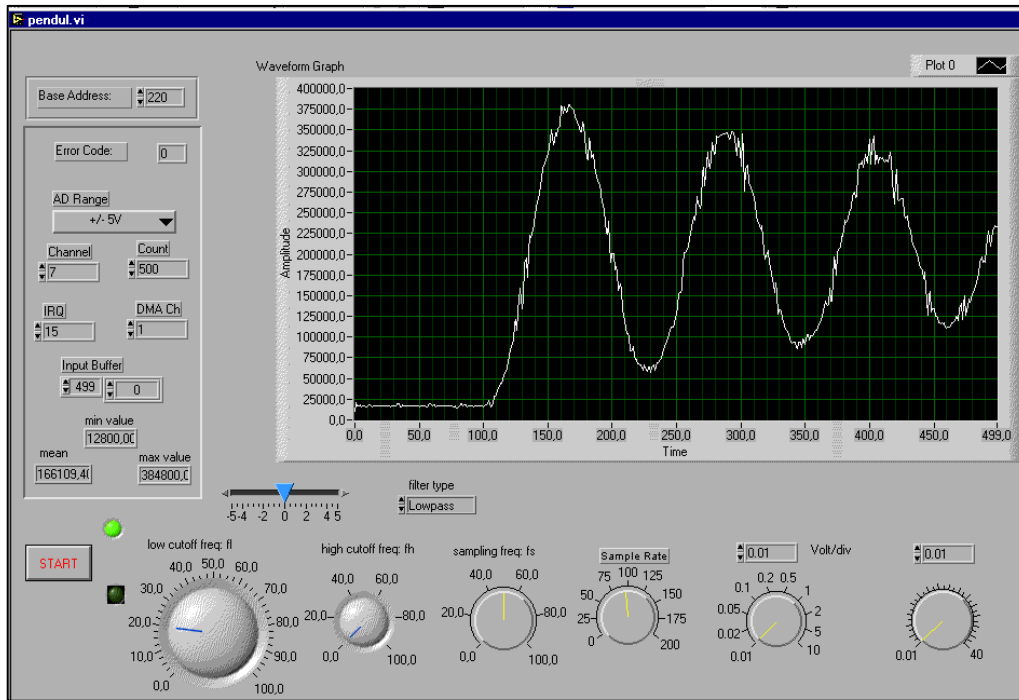 pendul.vi
Waveform Graph
Plot 0
Base Address:
220
Error Code:
0
AD Range
+/- 5V
Channel
7
Count
500
IRQ
15
DMA Ch
1
Input Buffer
499
0
min value
12800,00
mean
166109,4
max value
384800,0
Amplitude
400000,0
375000,0
350000,0
325000,0
300000,0
275000,0
250000,0
225000,0
200000,0
175000,0
150000,0
125000,0
100000,0
75000,0
50000,0
25000,0
0,0
0,0 50,0 100,0 150,0 200,0 250,0 300,0 350,0 400,0 450,0 499,0
Time
-5 -4 -2 0 2 4 5
filter type
Lowpass
START
low cutoff freq: fl
0,0 10,0 20,0 30,0 40,0 50,0 60,0 70,0 80,0 90,0 100,0
high cutoff freq: fh
0,0 20,0 40,0 60,0 80,0 100,0
sampling freq: fs
0,0 20,0 40,0 60,0 80,0 100,0
Sample Rate
0 25 50 75 100 125 150 175 200
0.01
Volt/div
0.01 0.02 0.05 0.1 0.2 0.5 1 2 5 10
0.01
0.01 40